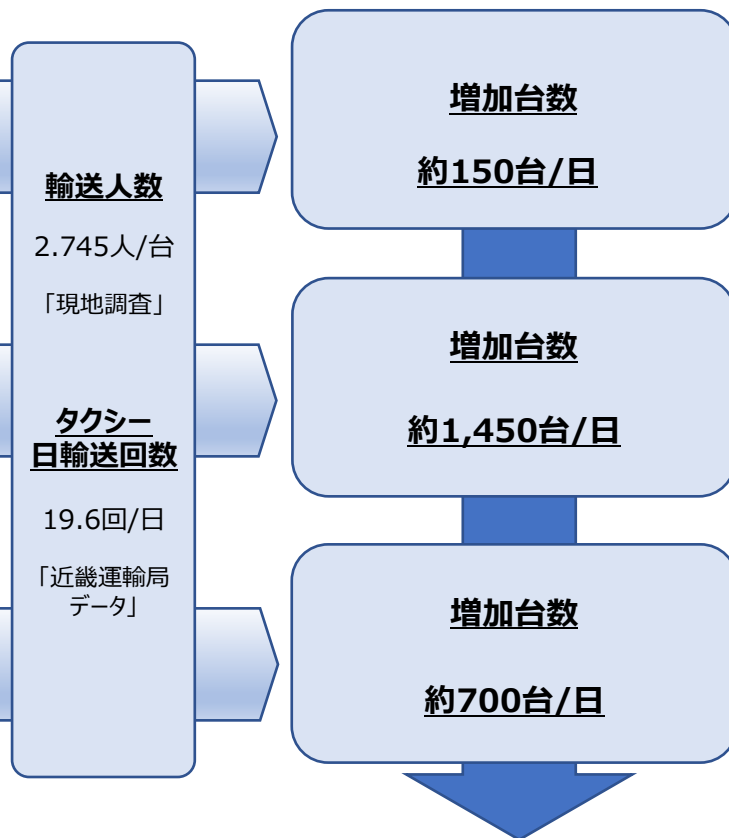 輸送人数
2.745人/台
「現地調査」
タクシー
日輸送回数
19.6回/日
「近畿運輸局
データ」
増加台数
約150台/日
増加台数
約1,450台/日
増加台数
約700台/日